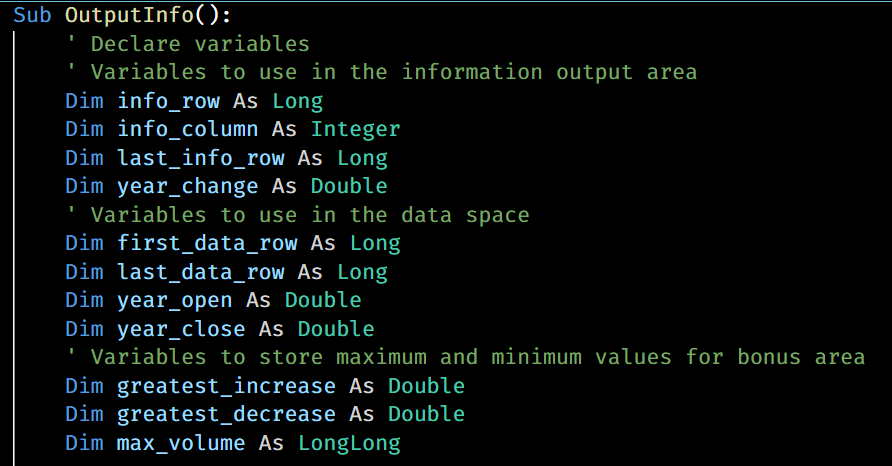 Sub OutputInfo():
' Declare variables
' Variables to use in the information output area
Dim info_row As Long
Dim info_column As Integer
Dim last_info_row As Long
Dim year_change As Double
' Variables to use in the data space
Dim first_data_row As Long
Dim last_data_row As Long
Dim year_open As Double
Dim year_close As Double
' Variables to store maximum and minimum values for bonus area
Dim greatest_increase As Double
Dim greatest_decrease As Double
Dim max_volume As LongLong